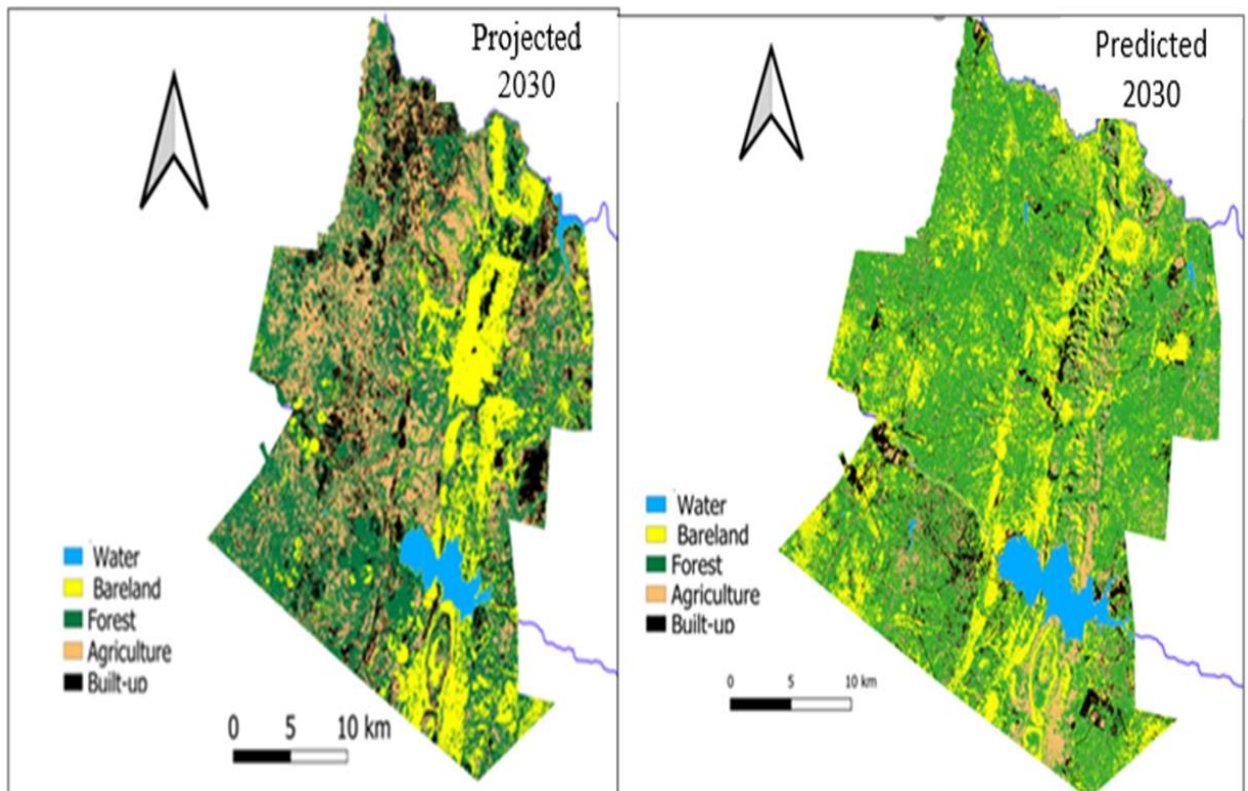 Projected
2030
Water
Bareland
Forest
Agriculture
Built-up
0 5 10 km
Predicted
2030
Water
Bareland
Forest
Agriculture
Built-up
0 5 10 km